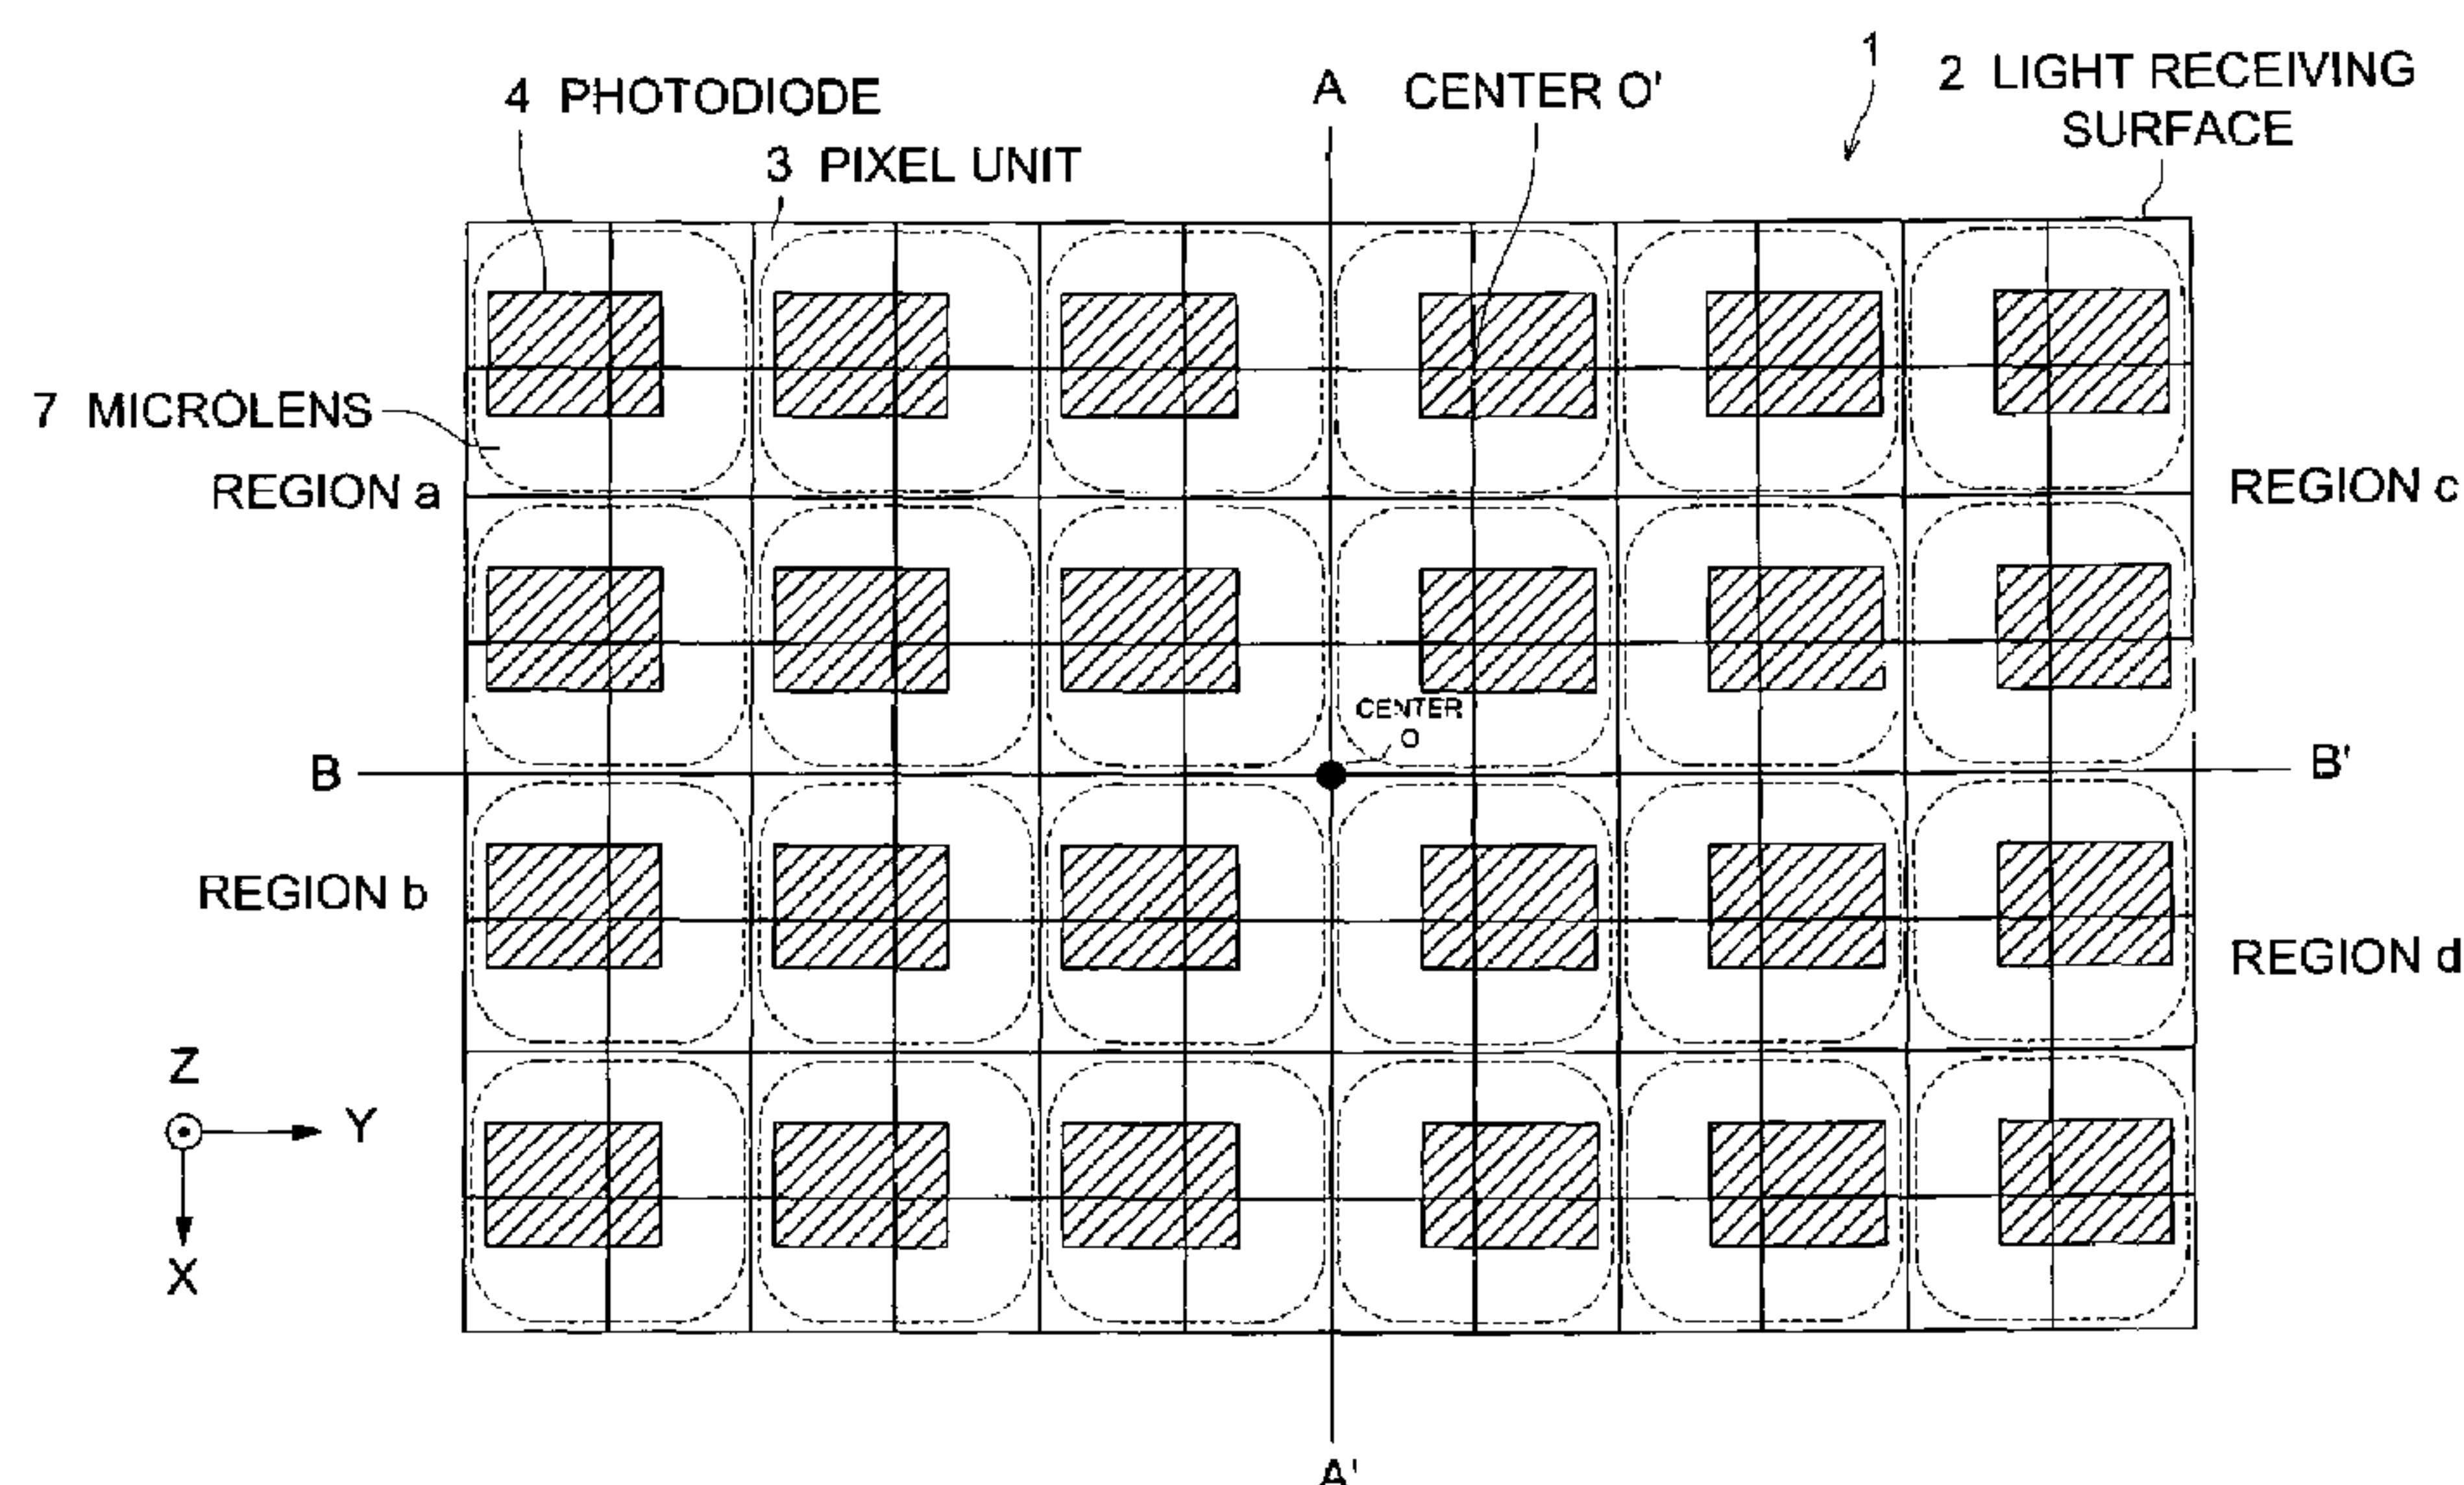 1
2 LIGHT RECEIVING
SURFACE
A
CENTER O'
4 PHOTODIODE
3 PIXEL UNIT
7 MICROLENS
REGION a
REGION c
CENTER
O
B
B'
REGION b
REGION d
Z
Y
X
A'